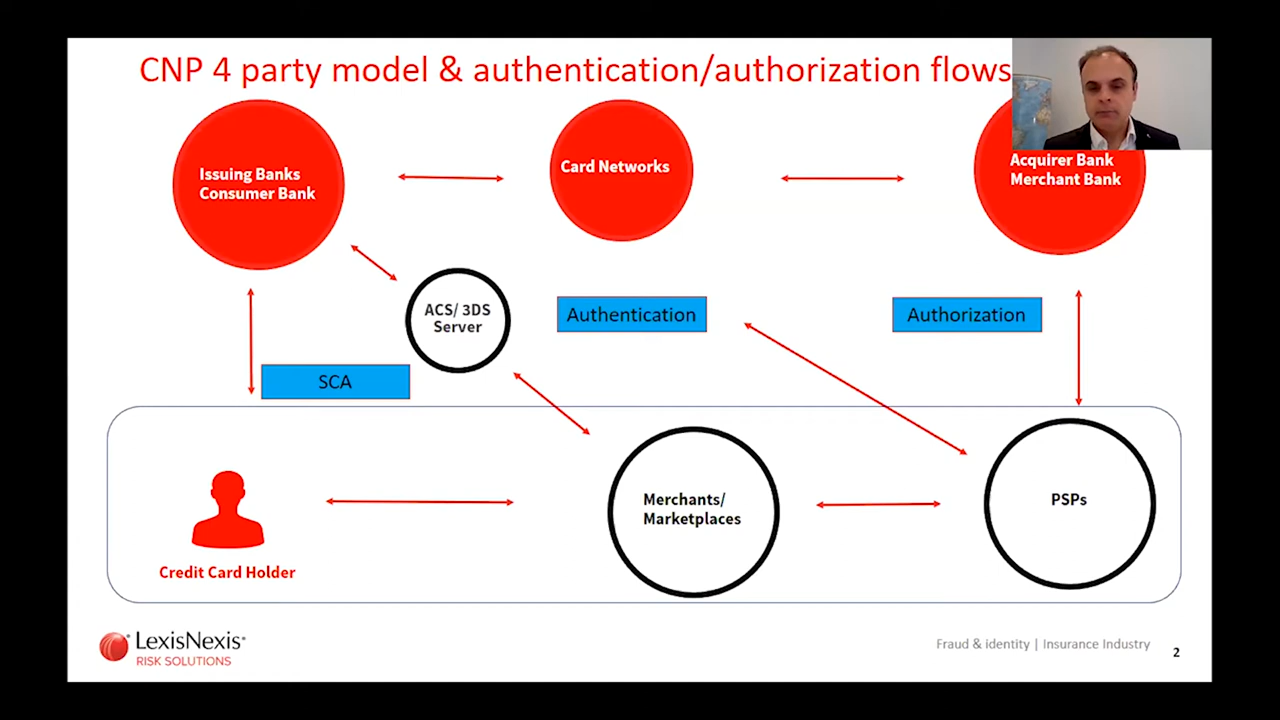 CNP 4 party model & authentication/authorization flows
Issuing Banks
Consumer Bank
Card Networks
Acquirer Bank
Merchant Bank
ACS/ 3DS
Server
Authentication
Authorization
SCA
Merchants/
Marketplaces
PSPs
Credit Card Holder
LexisNexis®
RISK SOLUTIONS
Fraud & identity | Insurance Industry
2